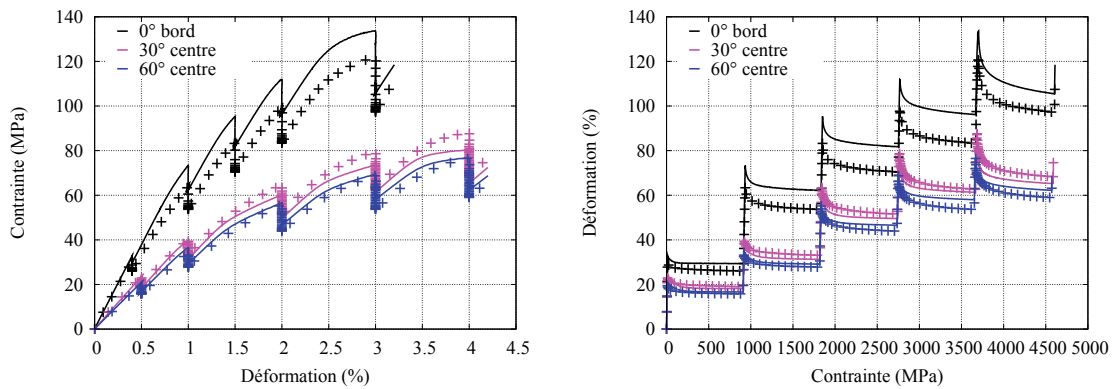 140
120
100
80
60
40
20
0
Contrainte (MPa)
0° bord
30° centre
60° centre
0 0.5 1 1.5 2 2.5 3 3.5 4 4.5
Déformation (%)
140
120
100
80
60
40
20
0
Déformation (%)
0° bord
30° centre
60° centre
0 500 1000 1500 2000 2500 3000 3500 4000 4500 5000
Contrainte (MPa)